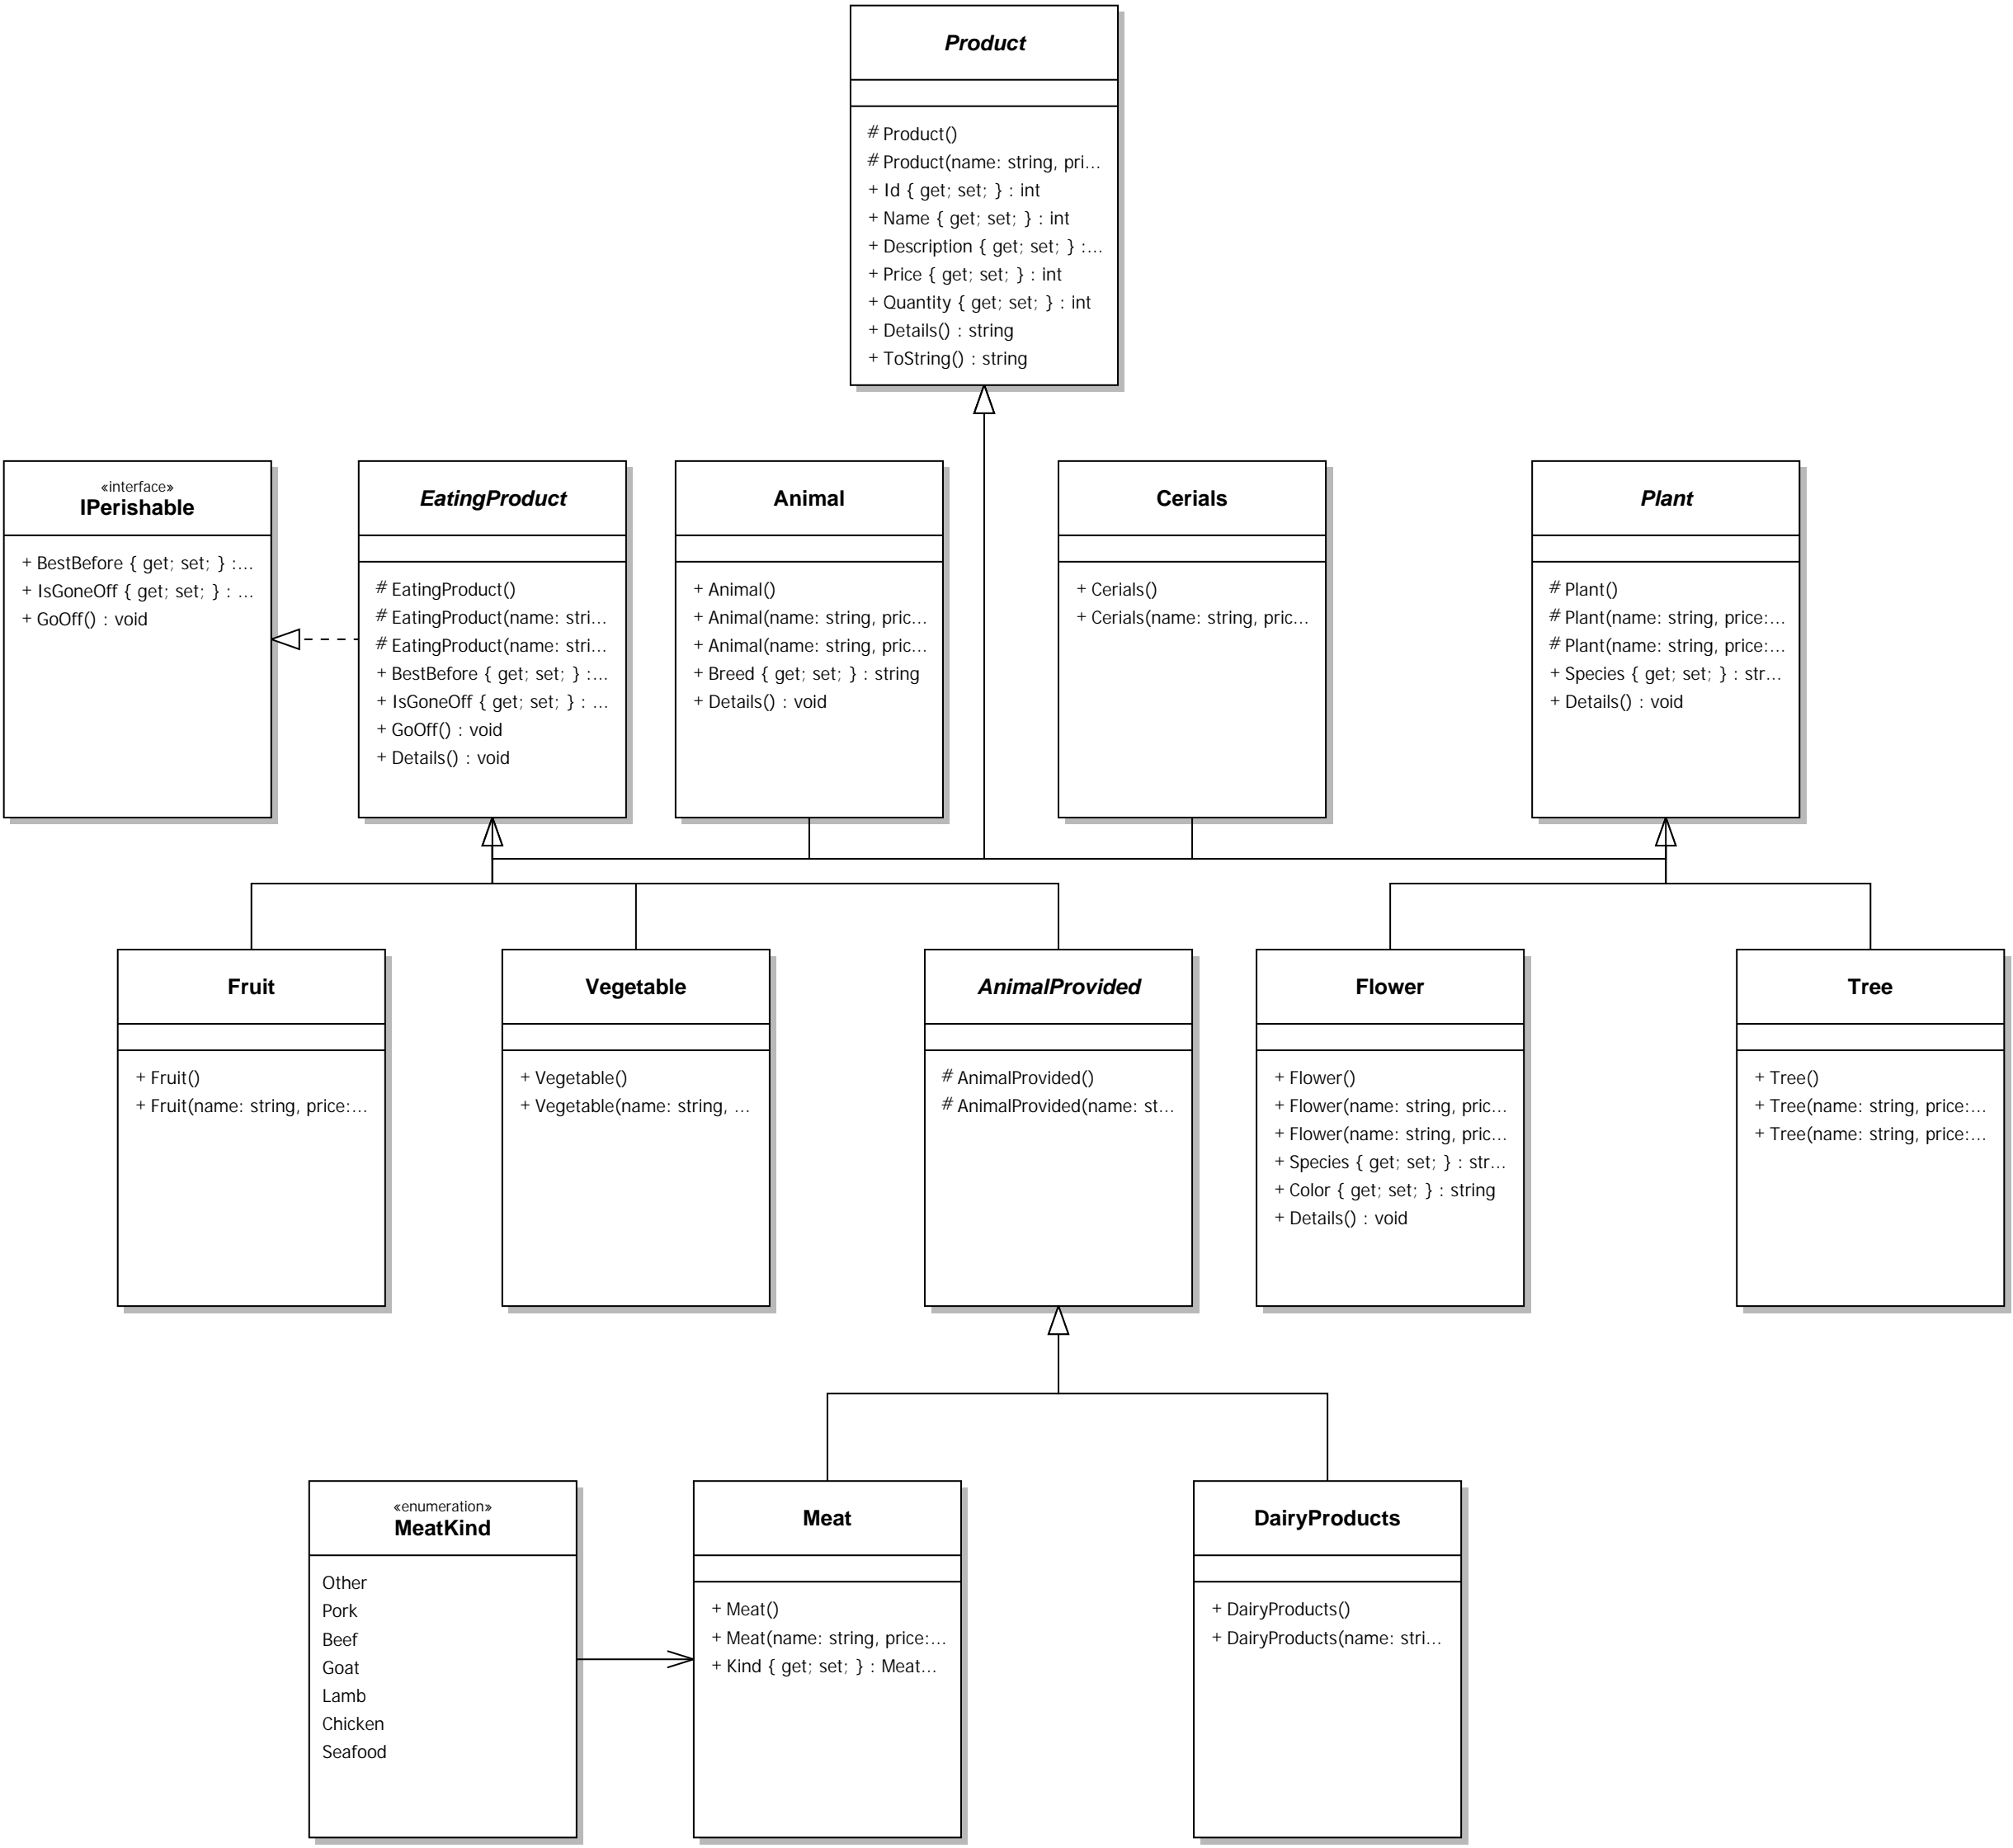 Product
# Product()
# Product(name: string, pri...
+ Id { get; set; } : int
+ Name { get; set; } : int
+ Description { get; set; } :...
+ Price { get; set; } : int
+ Quantity { get; set; } : int
+ Details() : string
+ ToString() : string
«interface»
IPerishable
+ BestBefore { get; set; } :...
+ IsGoneOff { get; set; } : ...
+ GoOff() : void
EatingProduct
# EatingProduct()
# EatingProduct(name: stri...
# EatingProduct(name: stri...
+ BestBefore { get; set; } :...
+ IsGoneOff { get; set; } : ...
+ GoOff() : void
+ Details() : void
Animal
+ Animal()
+ Animal(name: string, pric...
+ Animal(name: string, pric...
+ Breed { get; set; } : string
+ Details() : void
Cerials
+ Cerials()
+ Cerials(name: string, pric...
Plant
# Plant()
# Plant(name: string, price:...
# Plant(name: string, price:...
+ Species { get; set; } : str...
+ Details() : void
Fruit
+ Fruit()
+ Fruit(name: string, price:...
Vegetable
+ Vegetable()
+ Vegetable(name: string, ...
AnimalProvided
# AnimalProvided()
# AnimalProvided(name: st...
Flower
+ Flower()
+ Flower(name: string, pric...
+ Flower(name: string, pric...
+ Species { get; set; } : str...
+ Color { get; set; } : string
+ Details() : void
Tree
+ Tree()
+ Tree(name: string, price:...
+ Tree(name: string, price:...
«enumeration»
MeatKind
Other
Pork
Beef
Goat
Lamb
Chicken
Seafood
Meat
+ Meat()
+ Meat(name: string, price:...
+ Kind { get; set; } : Meat...
DairyProducts
+ DairyProducts()
+ DairyProducts(name: stri...